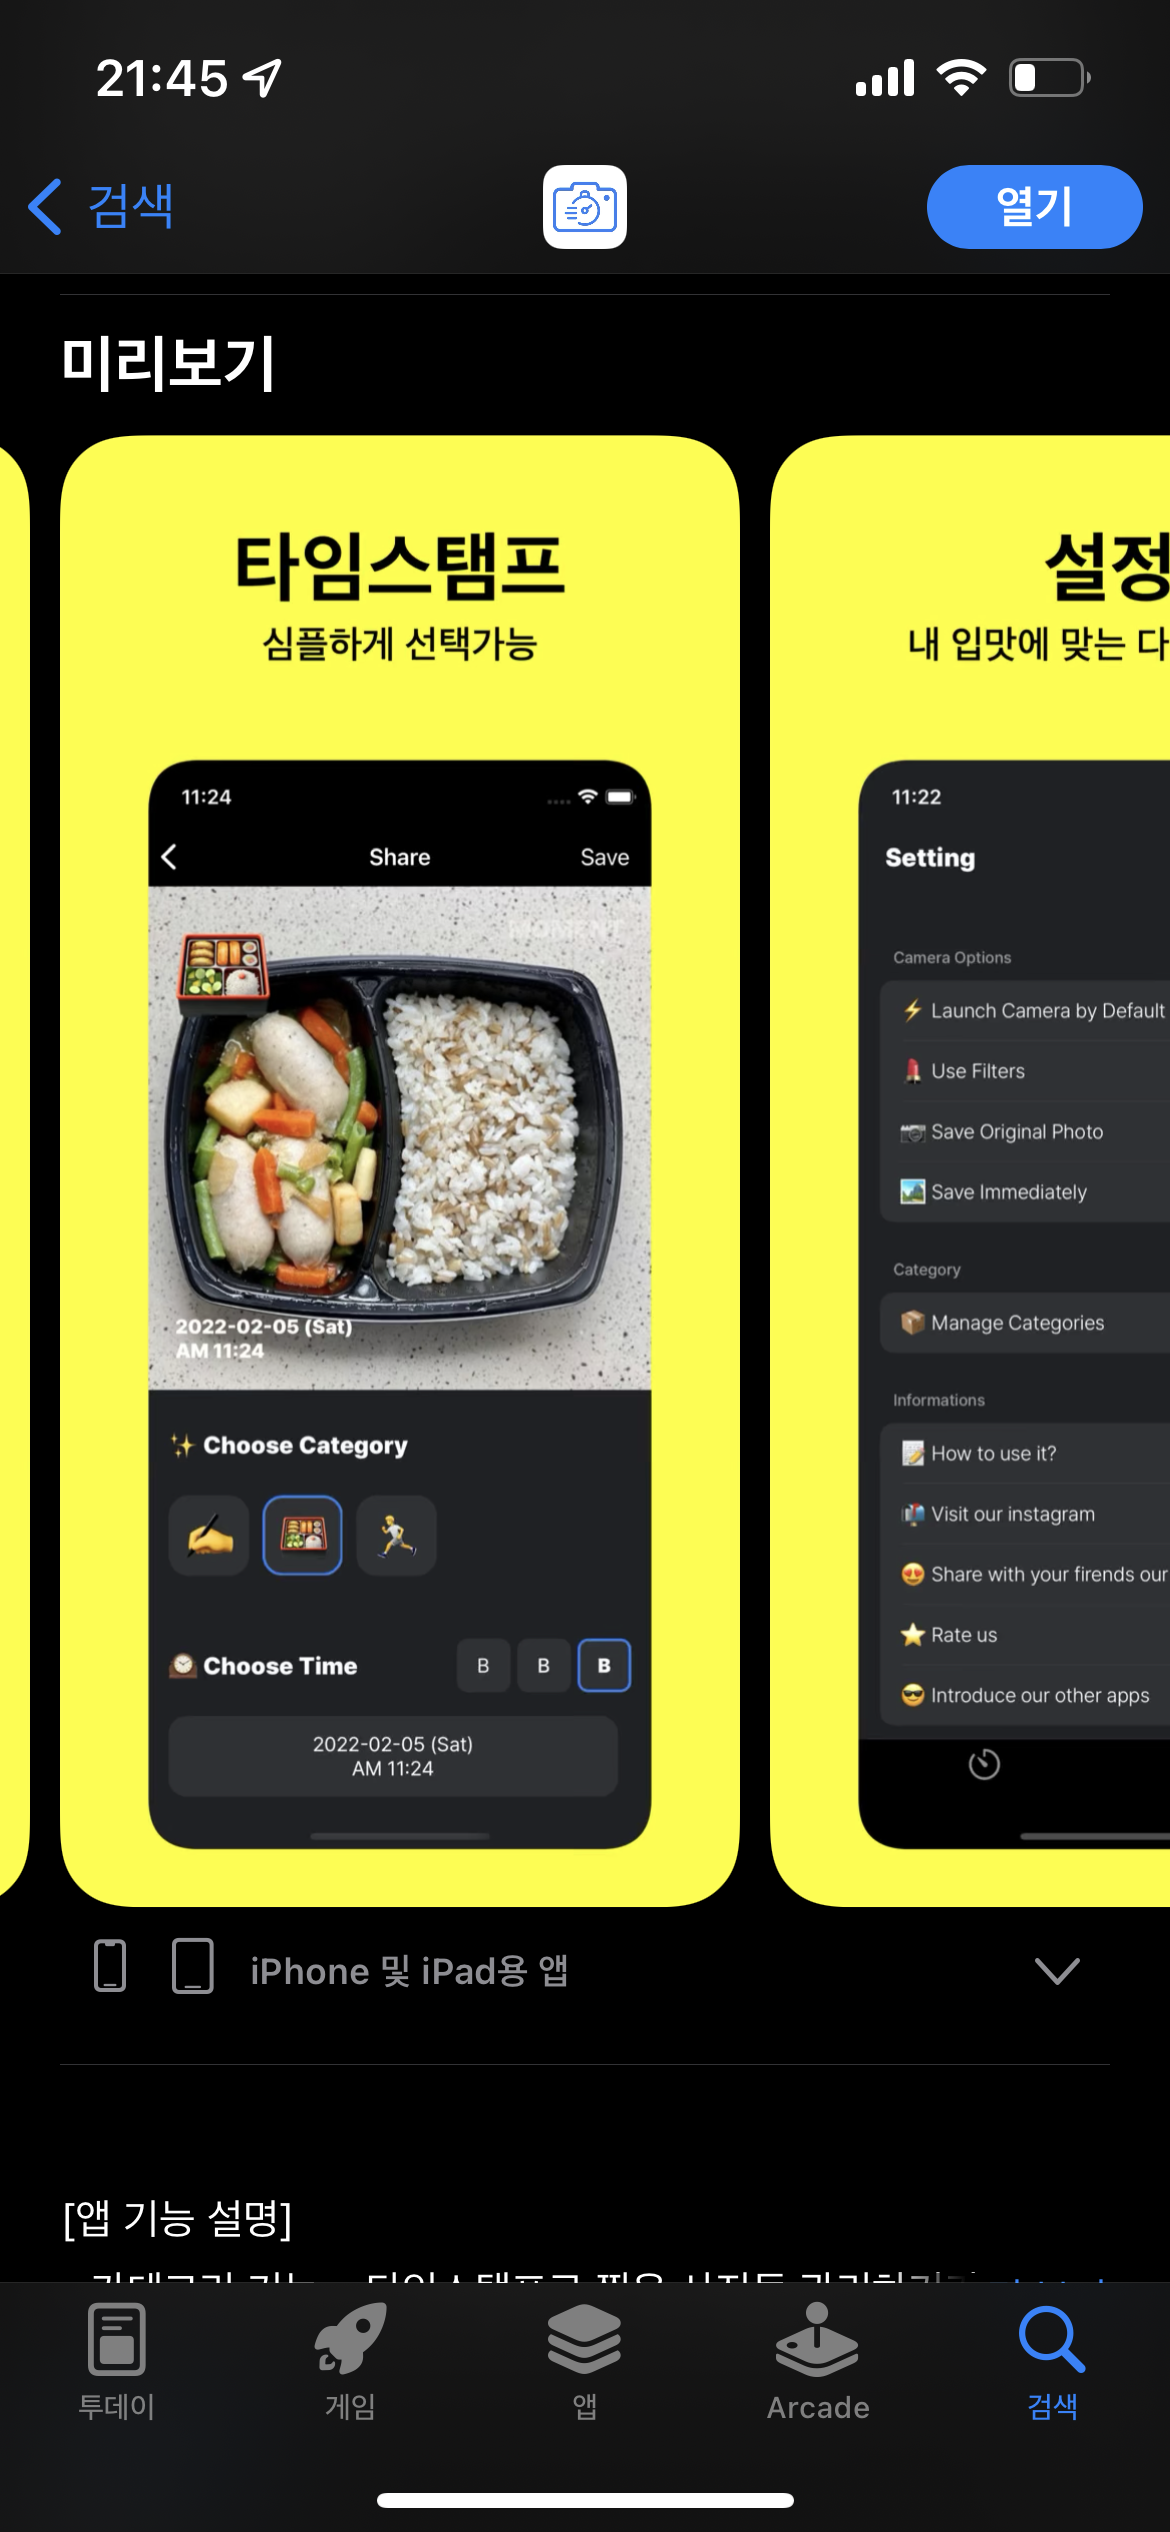 21:45
검색
열기
미리보기
타임스탬프
심플하게 선택가능
11:24
Share
Save
MOMENT
2022-02-05 (Sat)
AM 11:24
✨ Choose Category
Choose Time
B
B
B
2022-02-05 (Sat)
AM 11:24
설정
내 입맛에 맞는 다
11:22
Setting
Camera Options
Launch Camera by Default
Use Filters
Save Original Photo
Save Immediately
Category
Manage Categories
Informations
How to use it?
Visit our instagram
Share with your firends our
Rate us
Introduce our other apps
iPhone 및 iPad용 앱
[앱 기능 설명]
투데이
게임
앱
Arcade
검색